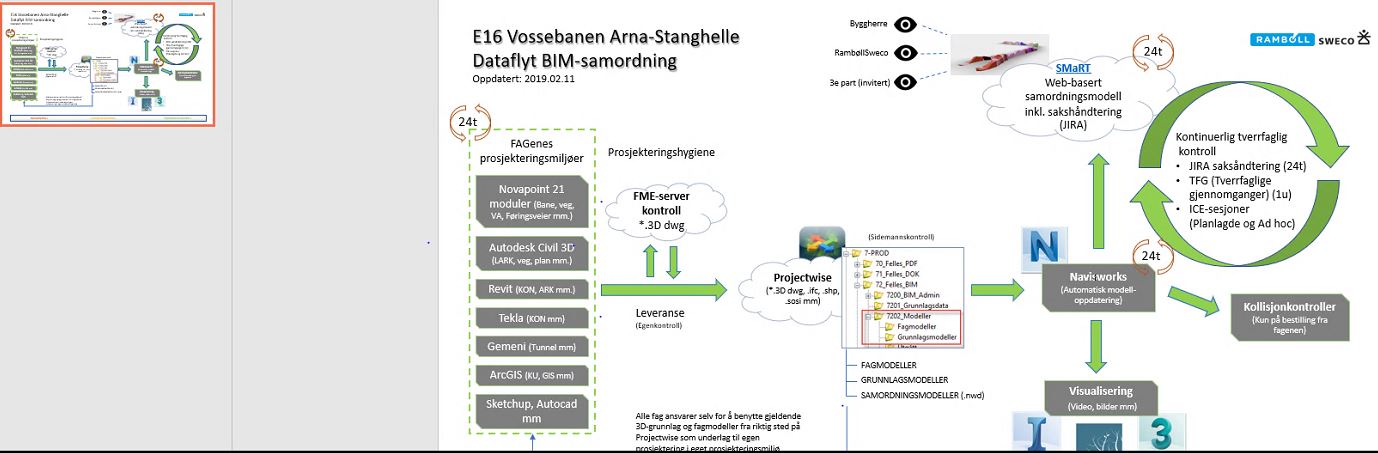 E16 Vossebanen Arna-Stanghelle
Dataflyt BIM-samordning
Oppdatert: 2019.02.11
Byggherre
RambøllSweco
3e part (invitert)
24t
SMaRT
Web-basert
samordningsmodell
inkl. sakshåndtering
(JIRA)
RAMBOLL SWECO
24t
FAGenes
prosjekteringsmiljøer
Novapoint 21
moduler (Bane, veg,
VA, Føringsveier mm.)
Autodesk Civil 3D
(LARK, veg, plan mm.)
Revit (KON, ARK mm.)
Tekla (KON mm)
Gemeni (Tunnel mm)
ArcGIS (KU, GIS mm)
Sketchup, Autocad
mm
Prosjekteringshygiene
FME-server
kontroll
*.3D dwg
Leveranse
(Egenkontroll)
Projectwise
(*.3D dwg, .ifc, .shp,
.sosi mm)
(Sidemannskontroll)
7-PROD
70_Felles_PDF
71_Felles_DOK
72_Felles_BIM
7200_BIM_Admin
7201_Grunnlagsdata
7202_Modeller
Fagmodeller
Grunnlagsmodeller
FAGMODELLER
GRUNNLAGSMODELLER
SAMORDNINGSMODELLER (.nwd)
Alle fag ansvarer selv for å benytte gjeldende
3D-grunnlag og fagmodeller fra riktig sted på
Projectwise som underlag til egen
prosjektering i eget prosjekteringsmiljø
Kontinuerlig tverrfaglig
kontroll
• JIRA saksåndtering (24t)
• TFG (Tverrfaglige
gjennomganger) (1u)
• ICE-sesjoner
(Planlagde og Ad hoc)
N
24t
Navisworks
(Automatisk modell-
oppdatering)
Kollisjonkontroller
(Kun på bestilling fra
fagenen)
Visualisering
(Video, bilder mm)
I
3